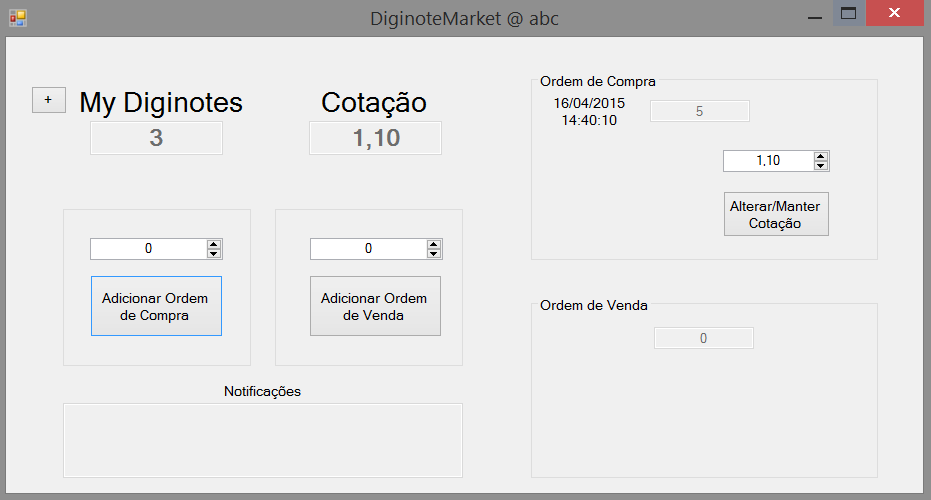 DiginoteMarket @ abc
+
My Diginotes
Cotação
3
1,10
0
0
Adicionar Ordem
de Compra
Adicionar Ordem
de Venda
Notificações
Ordem de Compra
16/04/2015
14:40:10
5
1,10
Alterar/Manter
Cotação
Ordem de Venda
0